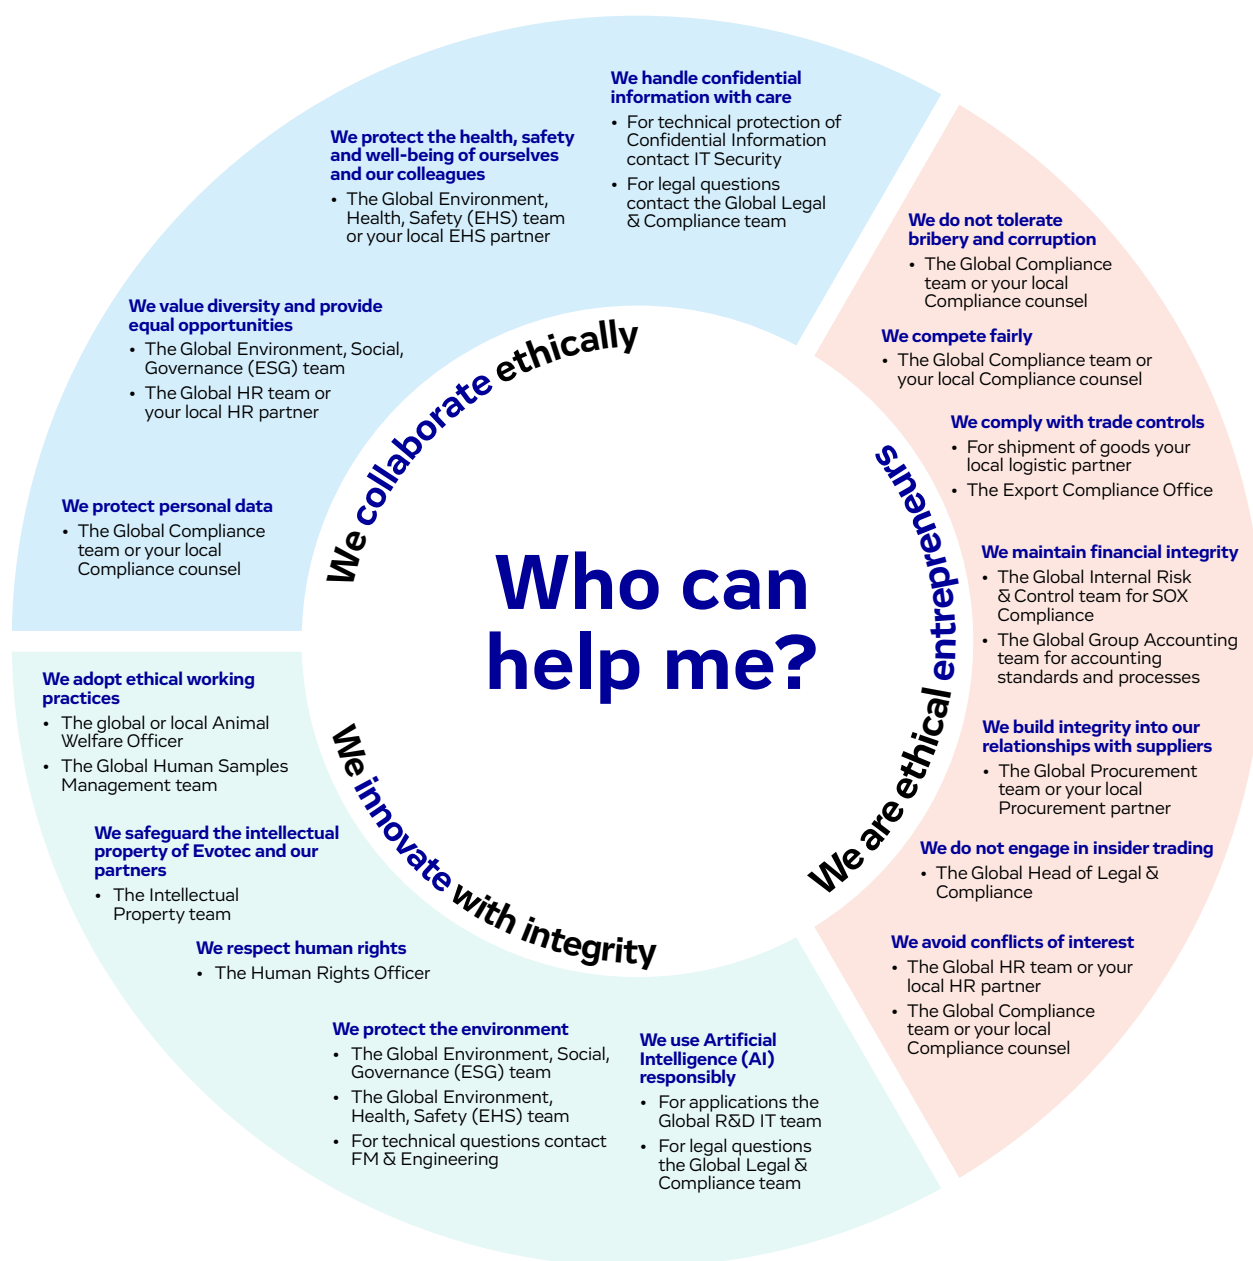 Who can
help me?
We collaborate ethically
We protect personal data
• The Global Compliance
team or your local
Compliance counsel
We value diversity and provide
equal opportunities
• The Global Environment, Social,
Governance (ESG) team
• The Global HR team or
your local HR partner
We protect the health, safety
and well-being of ourselves
and our colleagues
• The Global Environment,
Health, Safety (EHS) team
or your local EHS partner
We handle confidential
information with care
• For technical protection of
Confidential Information
contact IT Security
• For legal questions
contact the Global Legal
& Compliance team
We are ethical entrepreneurs
We do not tolerate
bribery and corruption
• The Global Compliance
team or your local
Compliance counsel
We compete fairly
• The Global Compliance team or
your local Compliance counsel
We comply with trade controls
• For shipment of goods your
local logistic partner
• The Export Compliance Office
We maintain financial integrity
• The Global Internal Risk
& Control team for SOX
Compliance
• The Global Group Accounting
team for accounting
standards and processes
We build integrity into our
relationships with suppliers
• The Global Procurement
team or your local
Procurement partner
We do not engage in insider trading
• The Global Head of Legal &
Compliance
We avoid conflicts of interest
• The Global HR team or your
local HR partner
• The Global Compliance
team or your local
Compliance counsel
We innovate with integrity
We adopt ethical working
practices
• The global or local Animal
Welfare Officer
• The Global Human Samples
Management team
We safeguard the intellectual
property of Evotec and our
partners
• The Intellectual
Property team
We respect human rights
• The Human Rights Officer
We protect the environment
• The Global Environment, Social,
Governance (ESG) team
• The Global Environment,
Health, Safety (EHS) team
• For technical questions contact
FM & Engineering
We use Artificial
Intelligence (AI)
responsibly
• For applications the
Global R&D IT team
• For legal questions
the Global Legal &
Compliance team